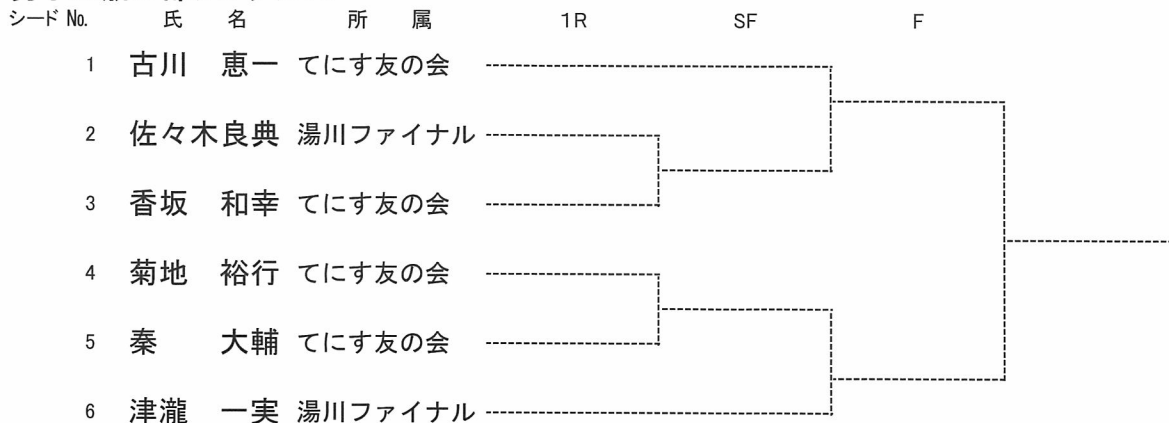 シード No. 氏 名 所 属 1R SF F
1 古川 恵一 てにす友の会
2 佐々木良典 湯川ファイナル
3 香坂 和幸 てにす友の会
4 菊地 裕行 てにす友の会
5 秦 大輔 てにす友の会
6 津瀧 一実 湯川ファイナル